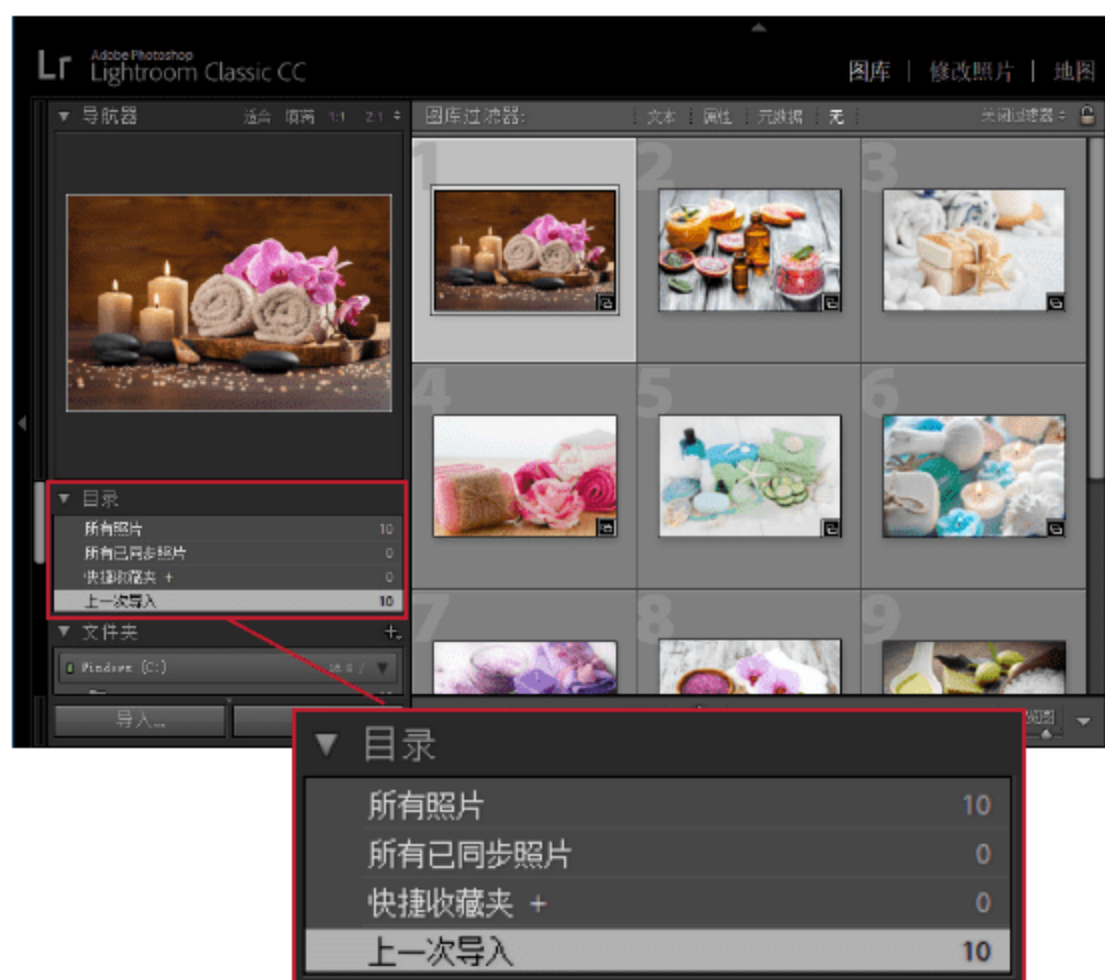 Lr Adobe Photoshop
Lightroom Classic CC
图库 | 修改照片 | 地图
导航器 适合 填满 1:1 2:1
图库过滤器: 文本 属性 元数据 无 关闭过滤器
1 2 3
4 5 6
目录
所有照片 10
所有已同步照片 0
快捷收藏夹 + 0
上一次导入 10
文件夹 +
Windows (C:)
7 8 9
导入...
目录
所有照片 10
所有已同步照片 0
快捷收藏夹 + 0
上一次导入 10